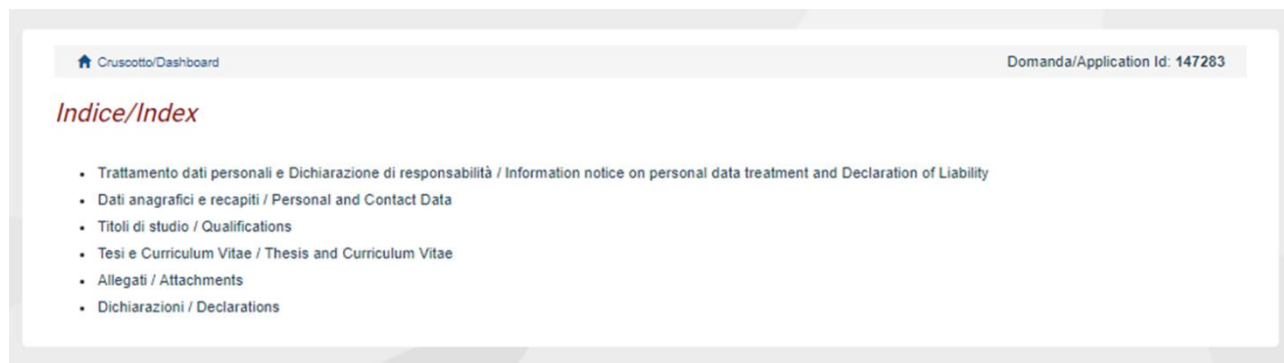 Cruscotto/Dashboard
Domanda/Application Id: 147283
Indice/Index
Trattamento dati personali e Dichiarazione di responsabilità / Information notice on personal data treatment and Declaration of Liability
Dati anagrafici e recapiti / Personal and Contact Data
Titoli di studio / Qualifications
Tesi e Curriculum Vitae / Thesis and Curriculum Vitae
Allegati / Attachments
Dichiarazioni / Declarations